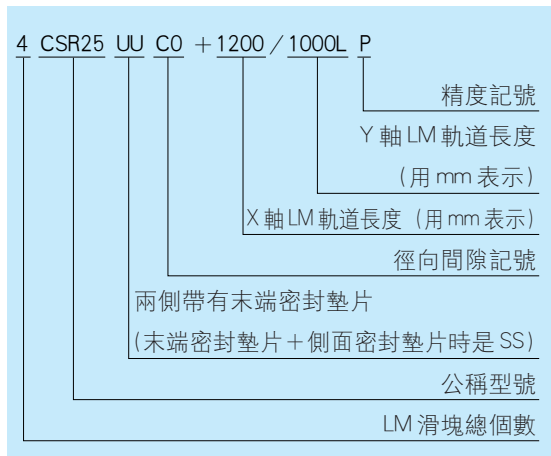 4 CSR25 UU C0 +1200/1000L P
精度記號
Y 軸 LM 軌道長度
(用 mm 表示)
X 軸 LM 軌道長度 (用 mm 表示)
徑向間隙記號
兩側帶有末端密封墊片
(末端密封墊片＋側面密封墊片時是 SS)
公稱型號
LM 滑塊總個數